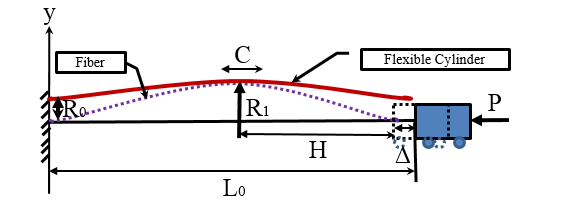 y
C
Fiber
Flexible Cylinder
R₀
R₁
P
H
Δ
L₀